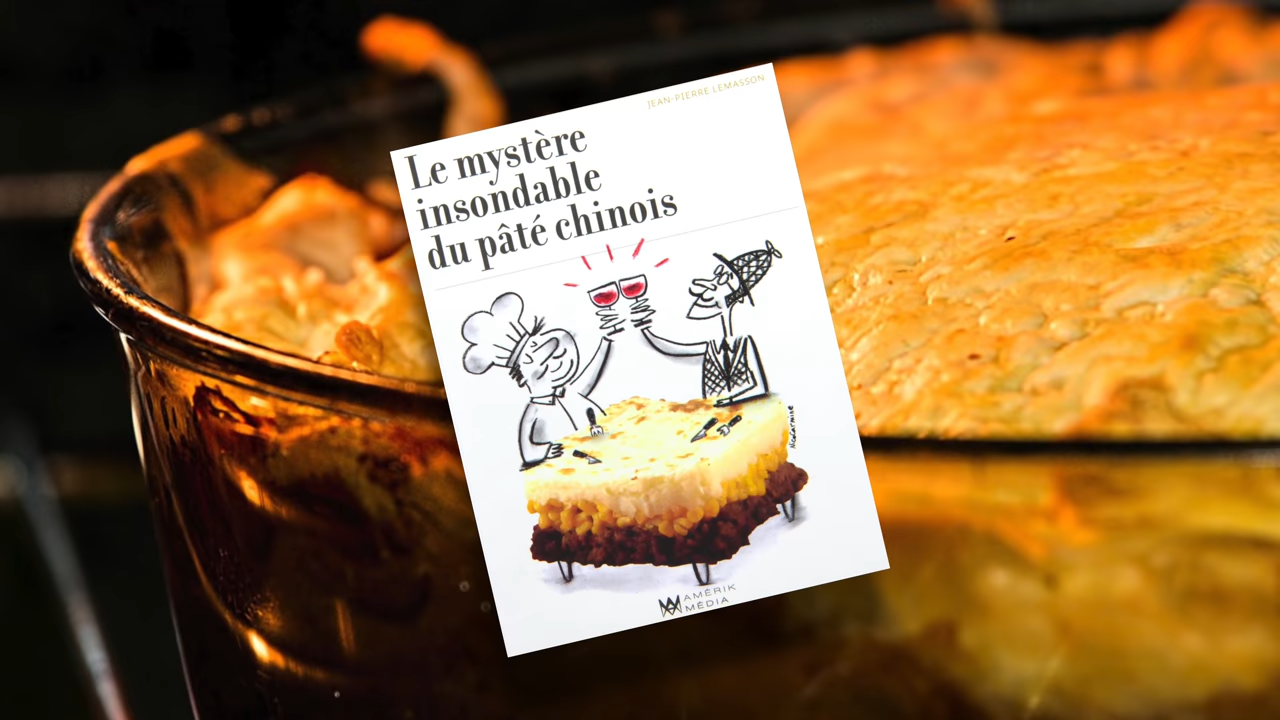 JEAN-PIERRE LEMASSON
Le mystère
insondable
du pâté chinois
AMÉRIK
MÉDIA